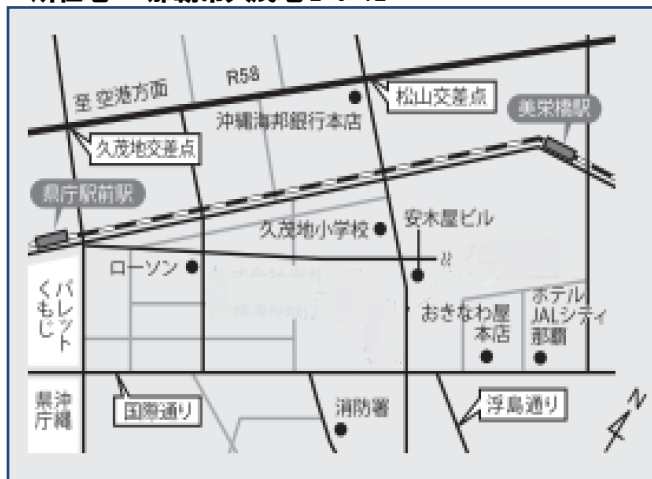 至 空港方面
R58
松山交差点
美栄橋駅
沖縄海邦銀行本店
久茂地交差点
県庁駅前駅
久茂地小学校
安木屋ビル
ローソン
パレット
くもじ
おきなわ屋
本店
ホテル
JALシティ
那覇
沖縄
県庁
国際通り
消防署
浮島通り
N